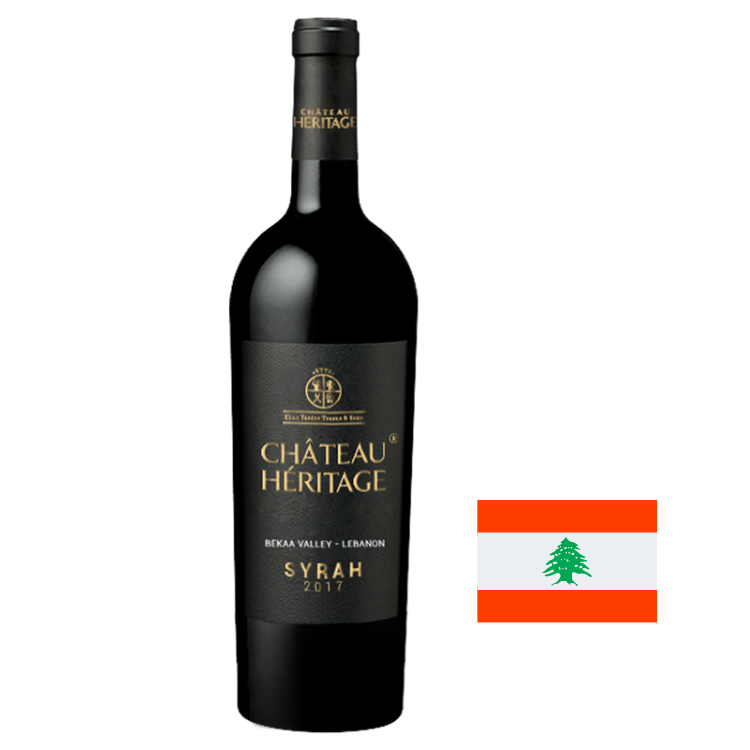 CHÂTEAU
HÉRITAGE
CHÂTEAU ®
HÉRITAGE
BEKAA VALLEY - LEBANON
SYRAH
2017